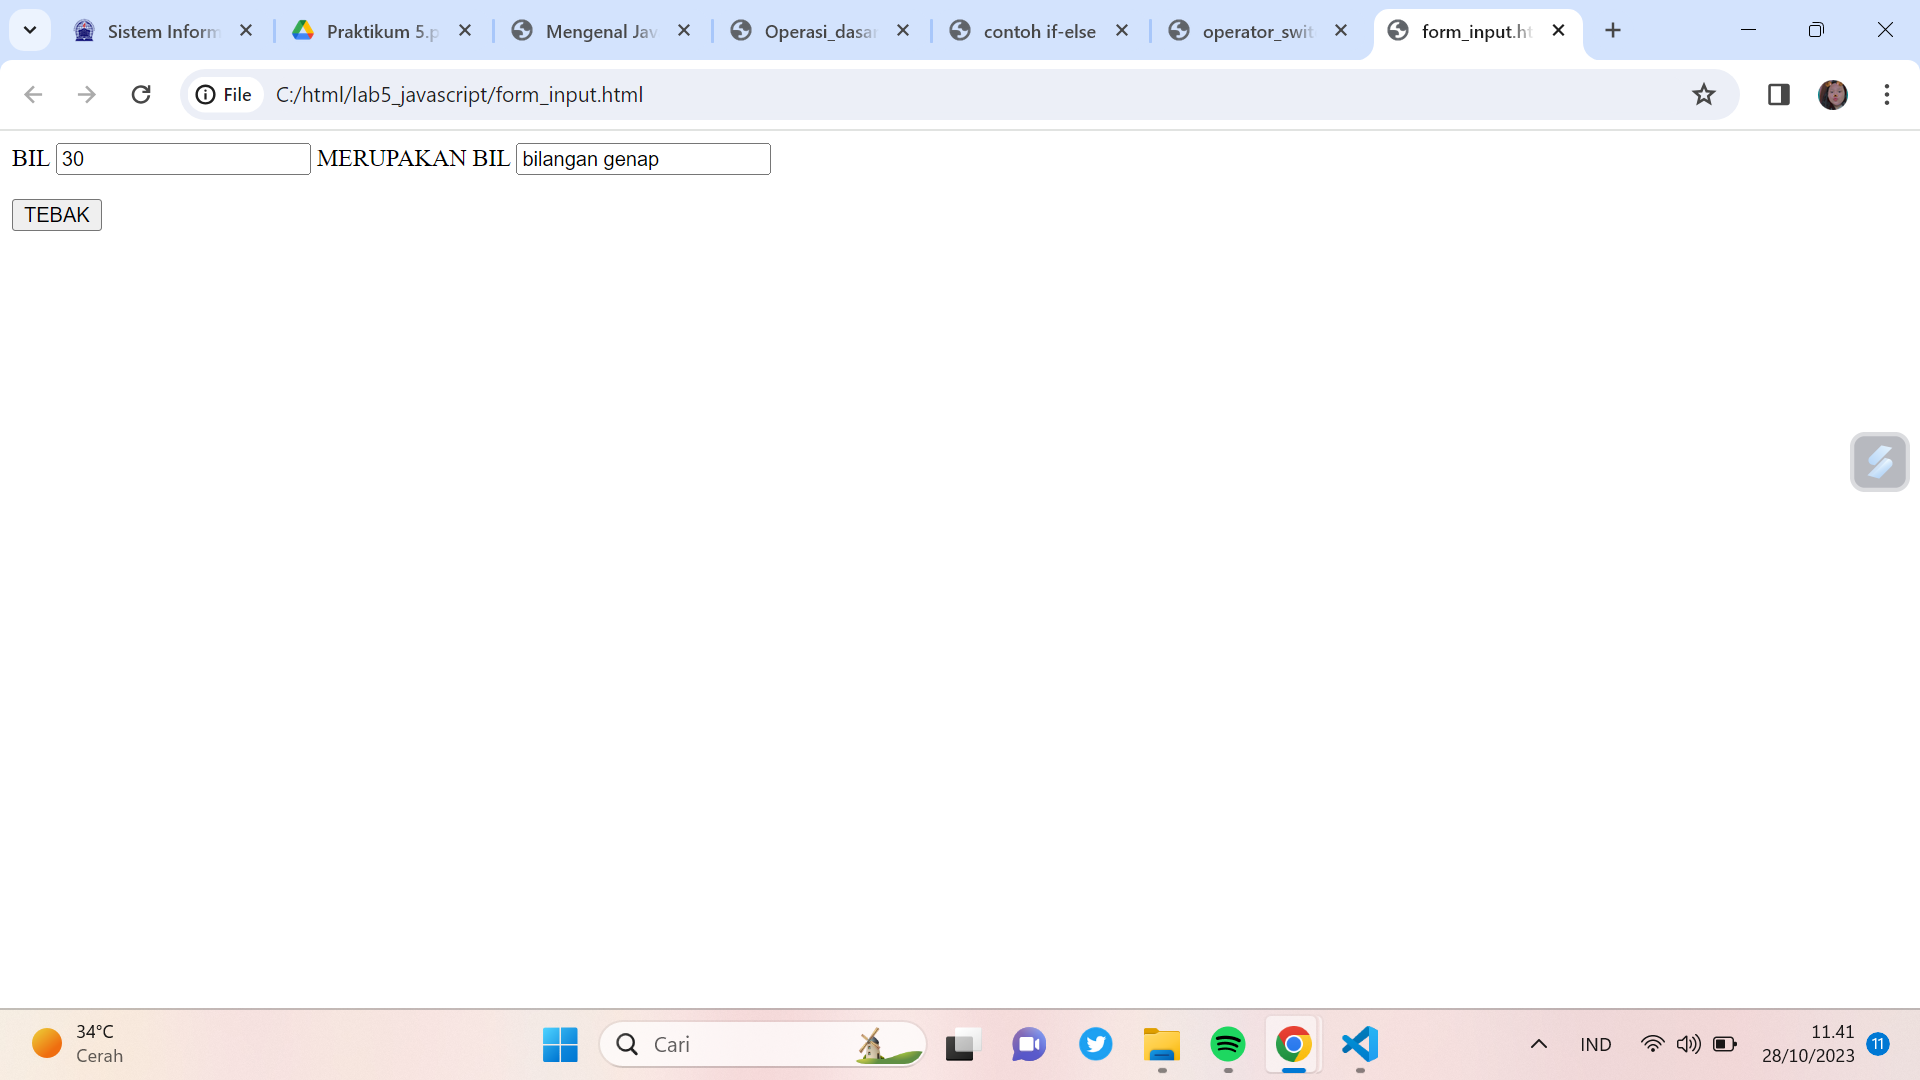 Sistem Inform
Praktikum 5.p
Mengenal Jav
Operasi_dasar
contoh if-else
operator_swit
form_input.ht
File
C:/html/lab5_javascript/form_input.html
BIL 30 MERUPAKAN BIL bilangan genap
TEBAK
34°C
Cerah
Cari
IND
11.41
28/10/2023
11